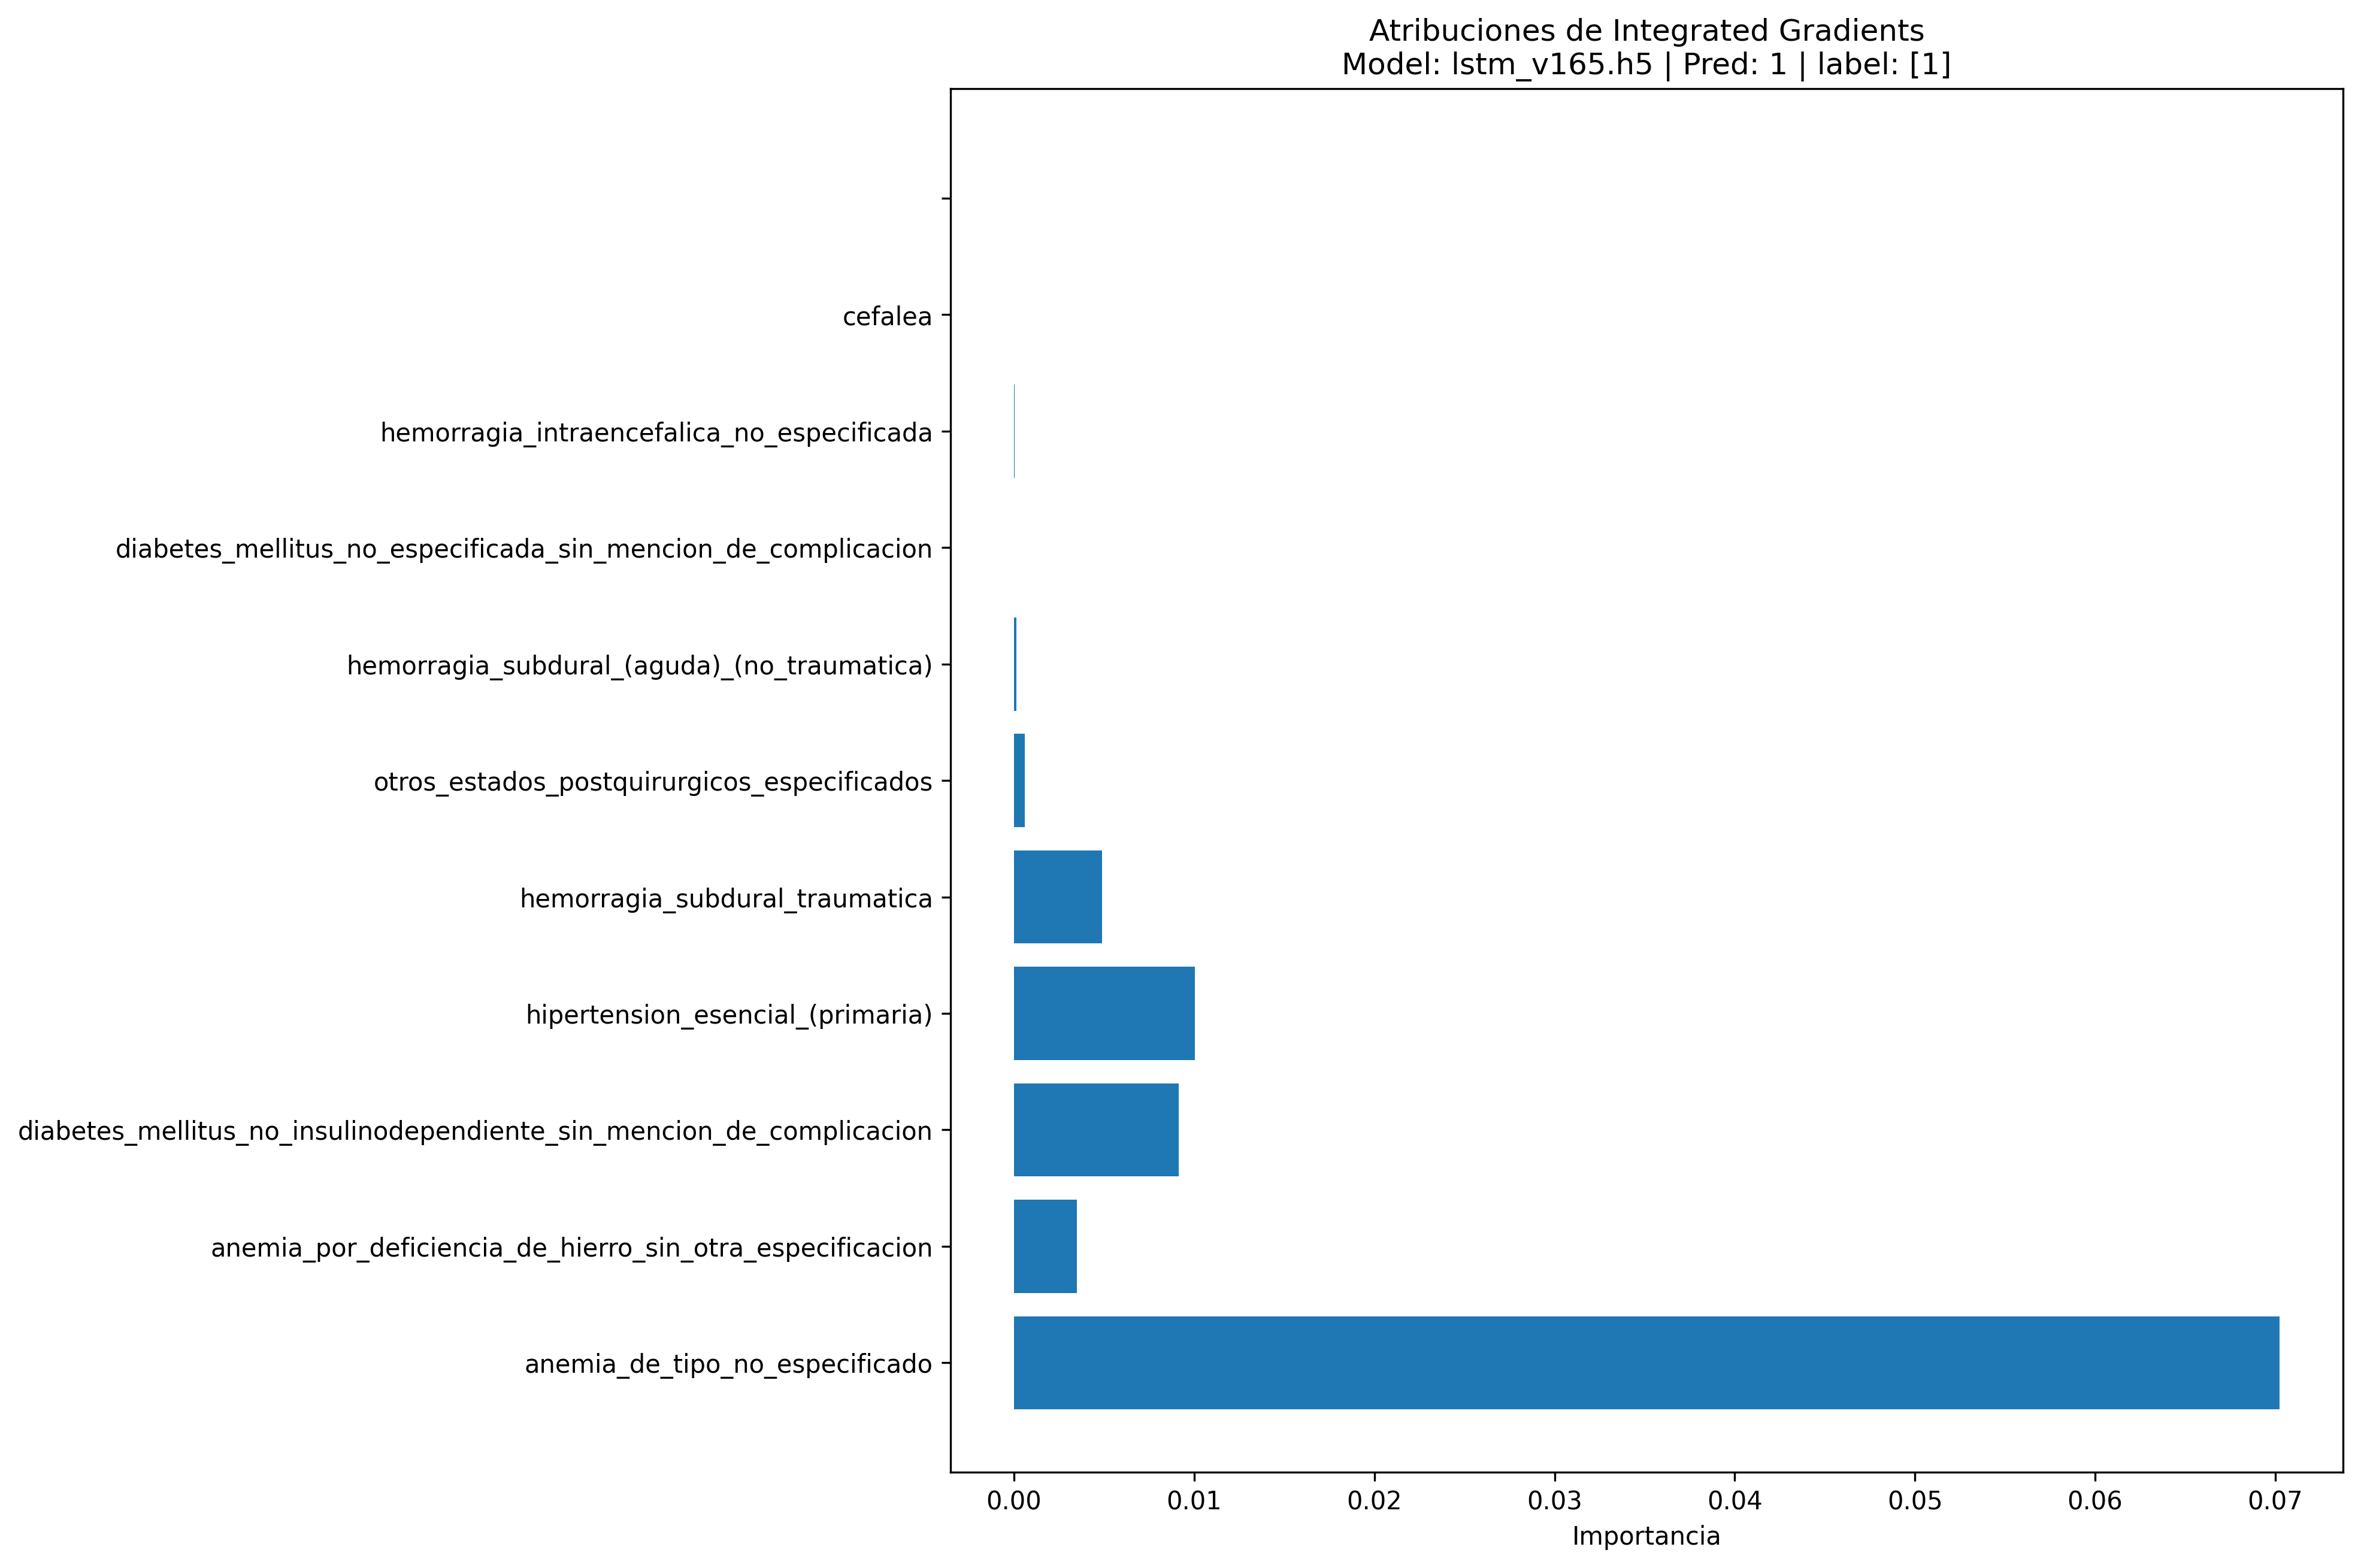 Atribuciones de Integrated Gradients
Model: lstm_v165.h5 | Pred: 1 | label: [1]
cefalea
hemorragia_intraencefalica_no_especificada
diabetes_mellitus_no_especificada_sin_mencion_de_complicacion
hemorragia_subdural_(aguda)_(no_traumatica)
otros_estados_postquirurgicos_especificados
hemorragia_subdural_traumatica
hipertension_esencial_(primaria)
diabetes_mellitus_no_insulinodependiente_sin_mencion_de_complicacion
anemia_por_deficiencia_de_hierro_sin_otra_especificacion
anemia_de_tipo_no_especificado
0.00 0.01 0.02 0.03 0.04 0.05 0.06 0.07
Importancia